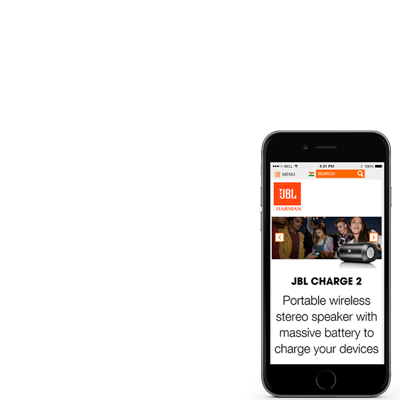 BELL 4:21 PM 100%
MENU SEARCH
JBL
HARMAN
JBL CHARGE 2
Portable wireless
stereo speaker with
massive battery to
charge your devices